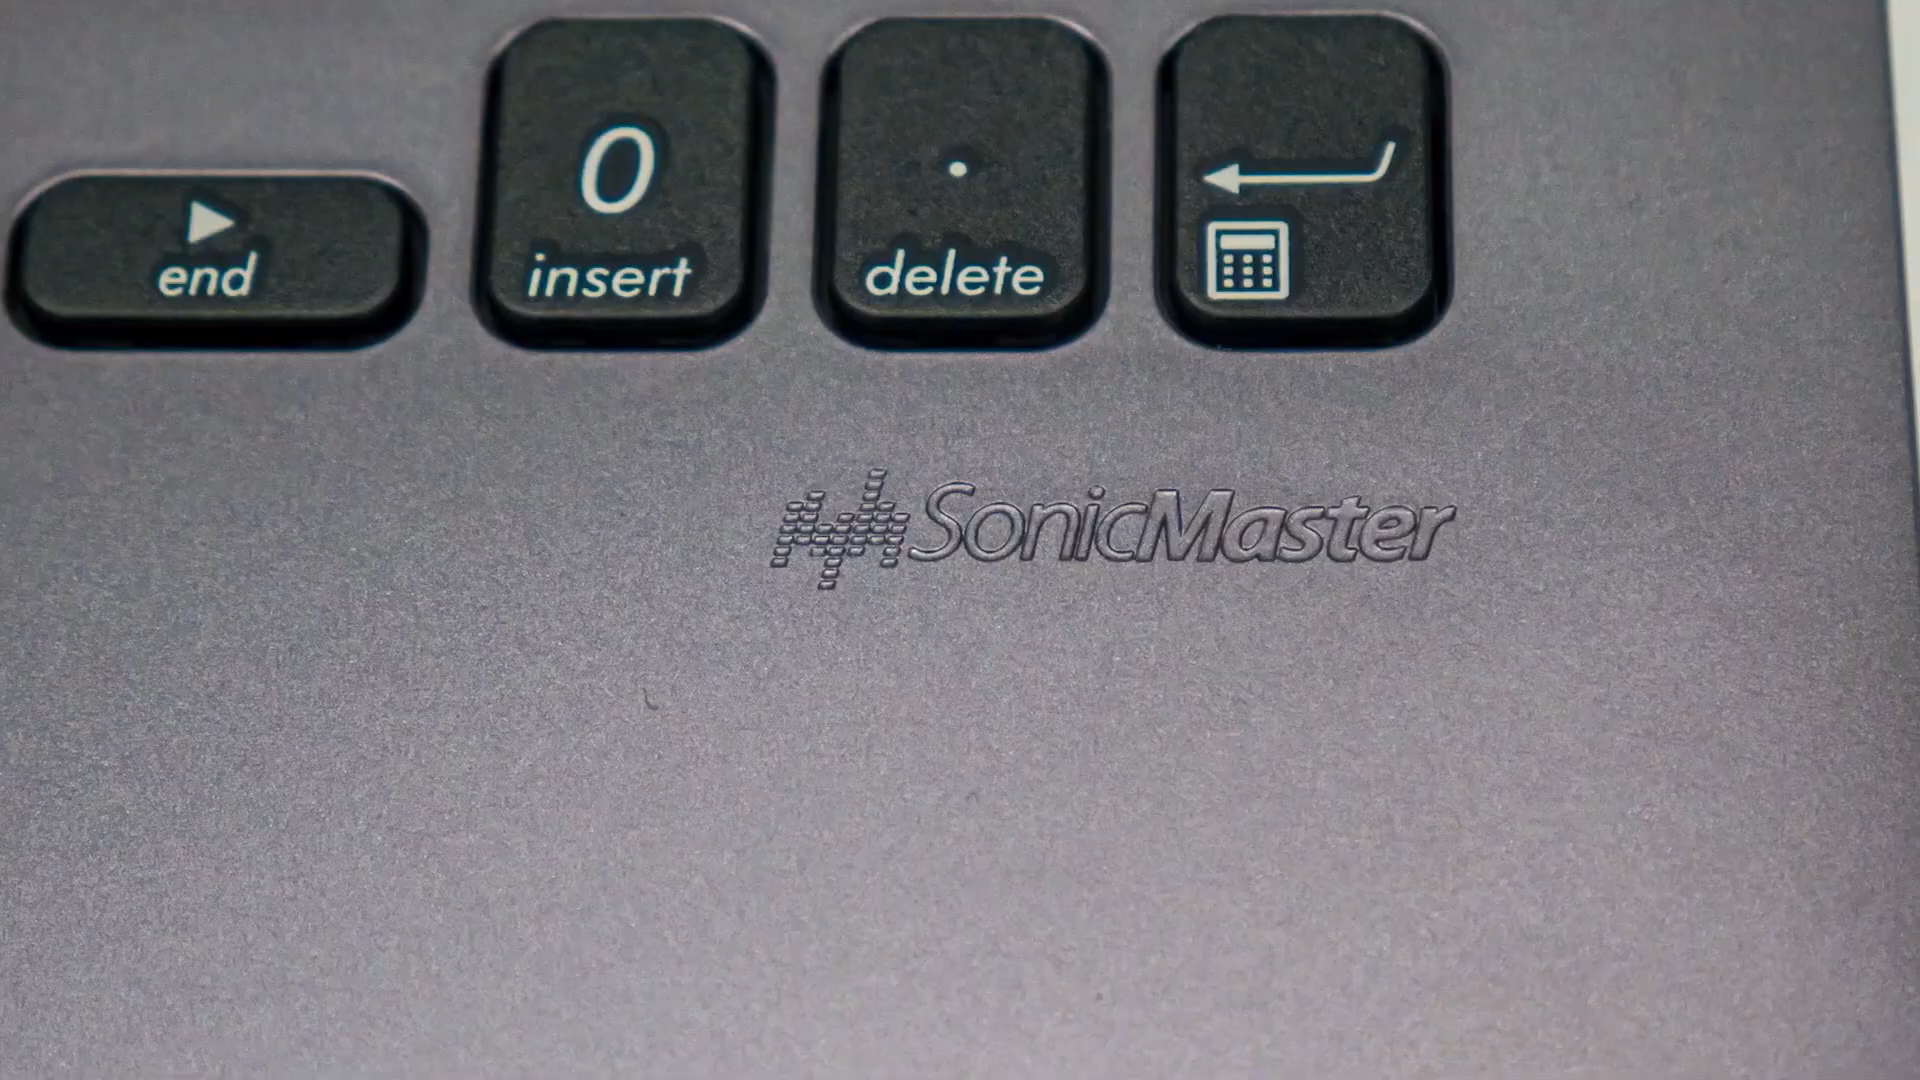 0
.
end
insert
delete
SonicMaster